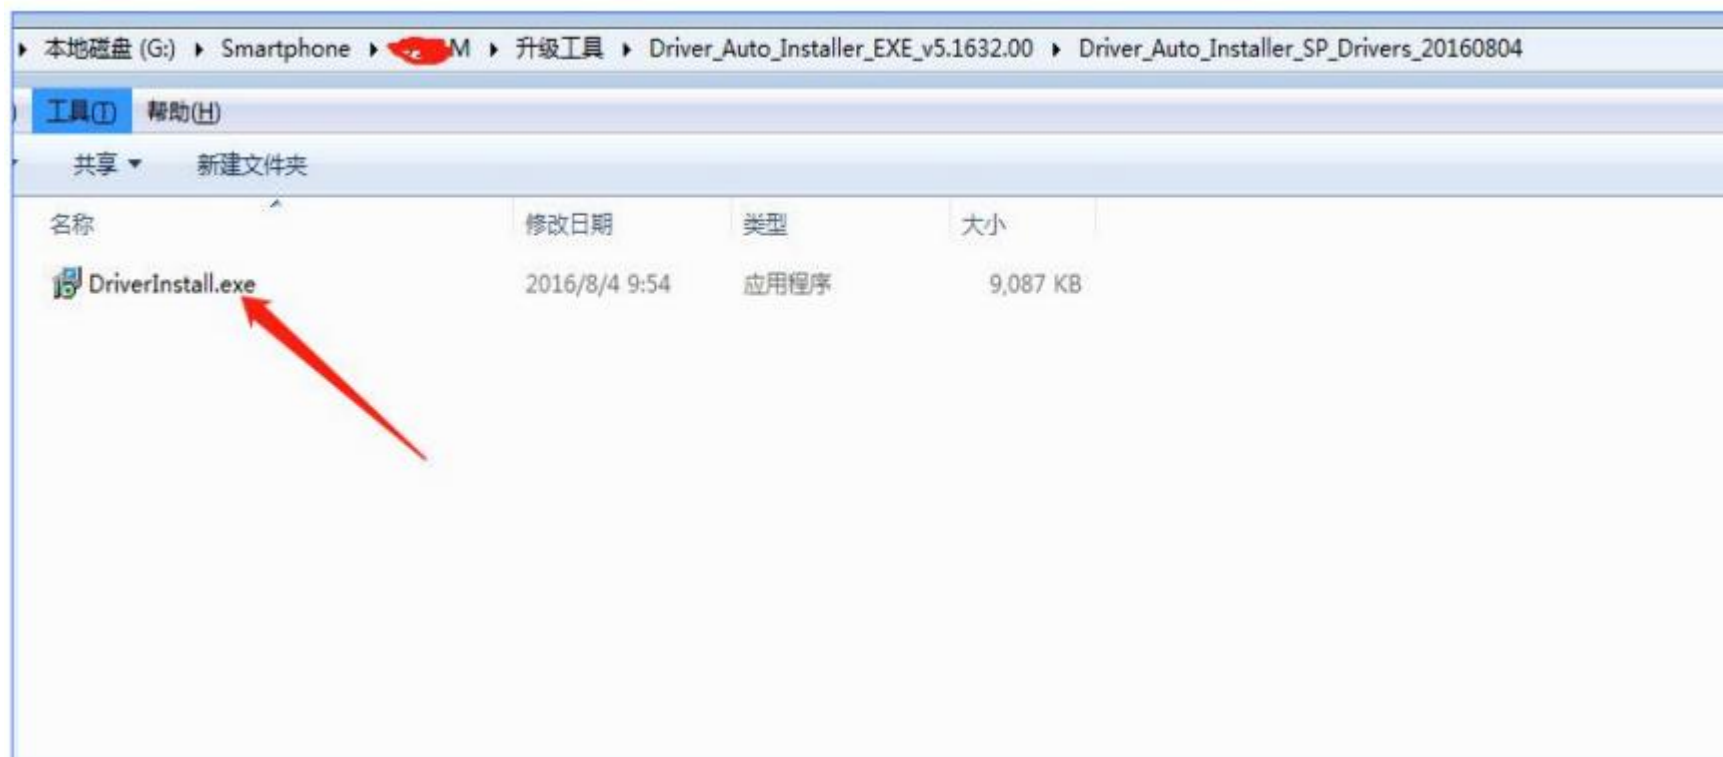 本地磁盘 (G:) Smartphone M 升级工具 Driver_Auto_Installer_EXE_v5.1632.00 Driver_Auto_Installer_SP_Drivers_20160804
) 工具(T) 帮助(H)
共享 新建文件夹
名称 修改日期 类型 大小
DriverInstall.exe 2016/8/4 9:54 应用程序 9,087 KB